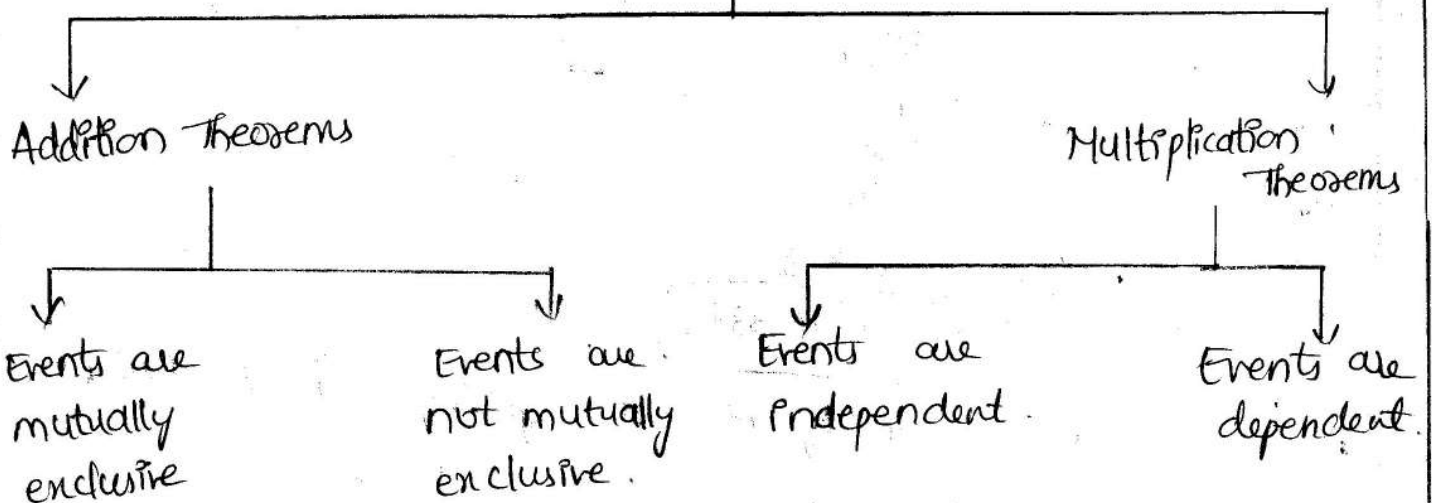 Addition Theorems
Multiplication
Theorems
Events are
mutually
exclusive
Events are
not mutually
exclusive.
Events are
independent.
Events are
dependent.